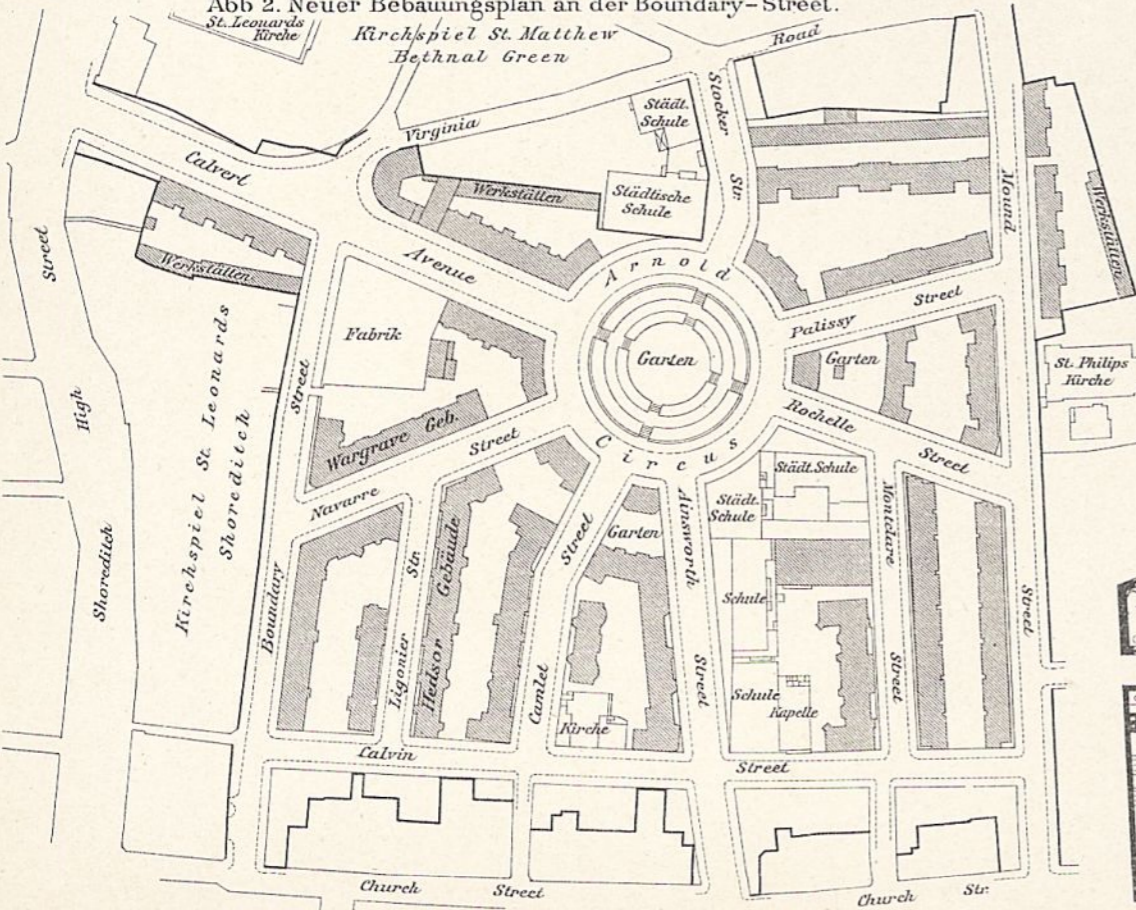 Abb 2. Neuer Bebauungsplan an der Boundary-Street.
St. Leonards
Kirche
Kirchspiel St. Matthew
Bethnal Green
Road
Virginia
Stocker
Str.
Städt.
Schule
Calvert
Avenue
Werkstätten
Städtische
Schule
Mound
Street
Werkstätten
Street
Werkstätten
Arnold
Circus
Garten
Palissy
Street
Garten
St. Philips
Kirche
Fabrik
Street
High
Kirchspiel St. Leonards
Shoreditch
Wargrave Geb.
Navarre
Street
Rochelle
Street
Städt. Schule
Städt.
Schule
Shoreditch
Boundary
Ligonier
Str.
Hedsor
Gebäude
Camlet
Street
Garten
Ainsworth
Street
Montclare
Street
Schule
Schule
Kapelle
Kirche
Calvin
Street
Church
Street
Church
Str.